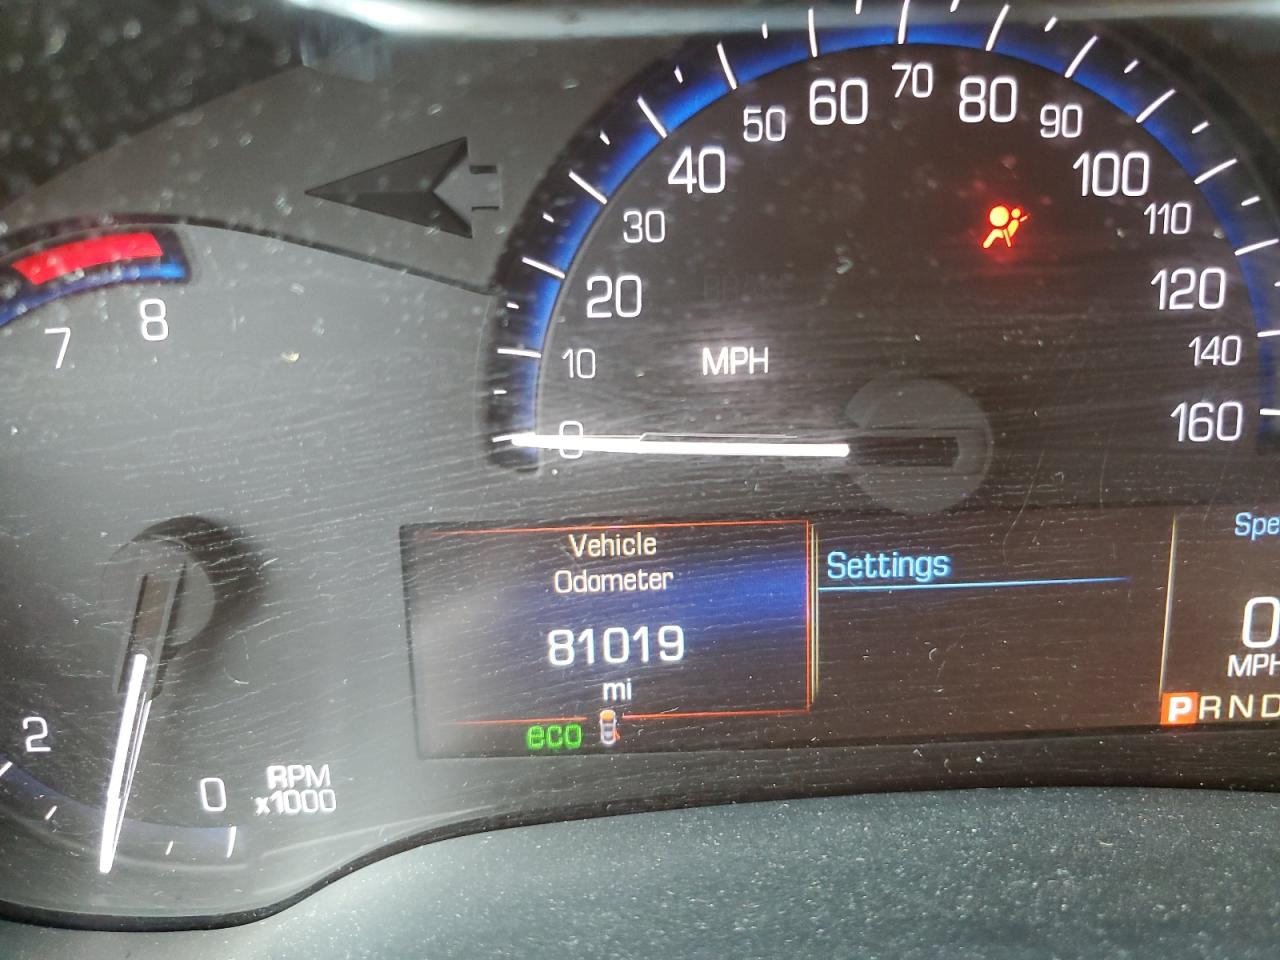 50 60 70 80 90
40 100
30 110
20 120
10 MPH 140
0 160
7 8
2 0 RPM
x1000
Vehicle
Odometer
81019
mi
eco
Settings
0
MPH
PRND